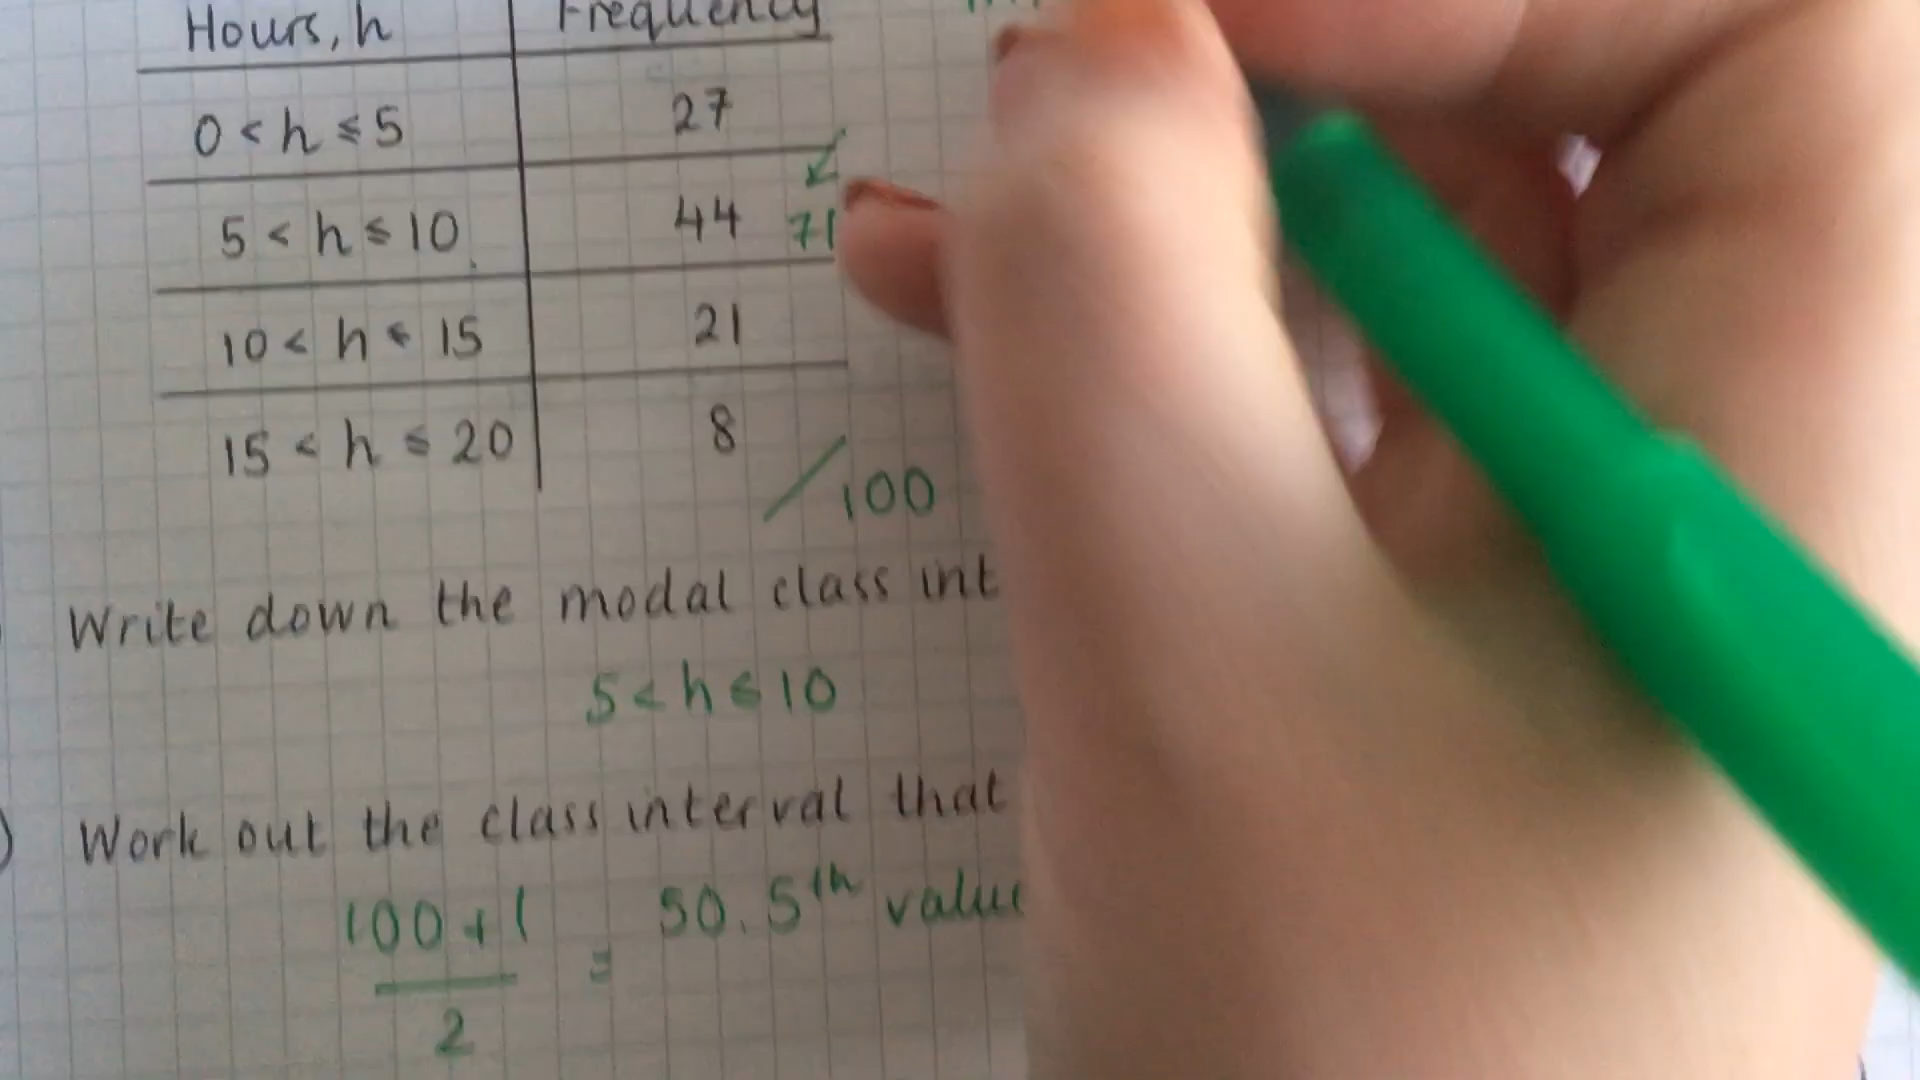 Hours, h Frequency
0 < h ≤ 5 27
5 < h ≤ 10 44 71
10 < h ≤ 15 21
15 < h ≤ 20 8
100
Write down the modal class int
5 < h ≤ 10
Work out the class interval that
100 + 1
= 50.5th value
2